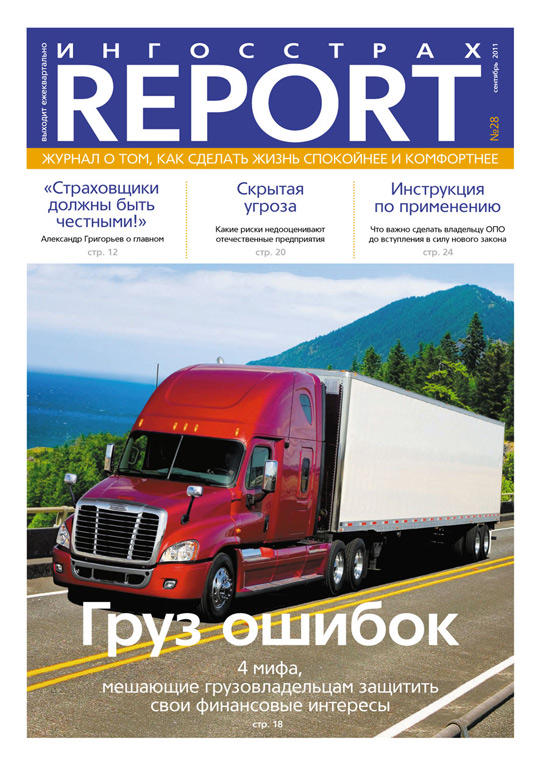 выходит ежеквартально
ИНГОССТРАХ
REPORT
сентябрь 2011
№28
ЖУРНАЛ О ТОМ, КАК СДЕЛАТЬ ЖИЗНЬ СПОКОЙНЕЕ И КОМФОРТНЕЕ
«Страховщики
должны быть
честными!»
Александр Григорьев о главном
стр. 12
Скрытая
угроза
Какие риски недооценивают
отечественные предприятия
стр. 20
Инструкция
по применению
Что важно сделать владельцу ОПО
до вступления в силу нового закона
стр. 24
Груз ошибок
4 мифа,
мешающие грузовладельцам защитить
свои финансовые интересы
стр. 18